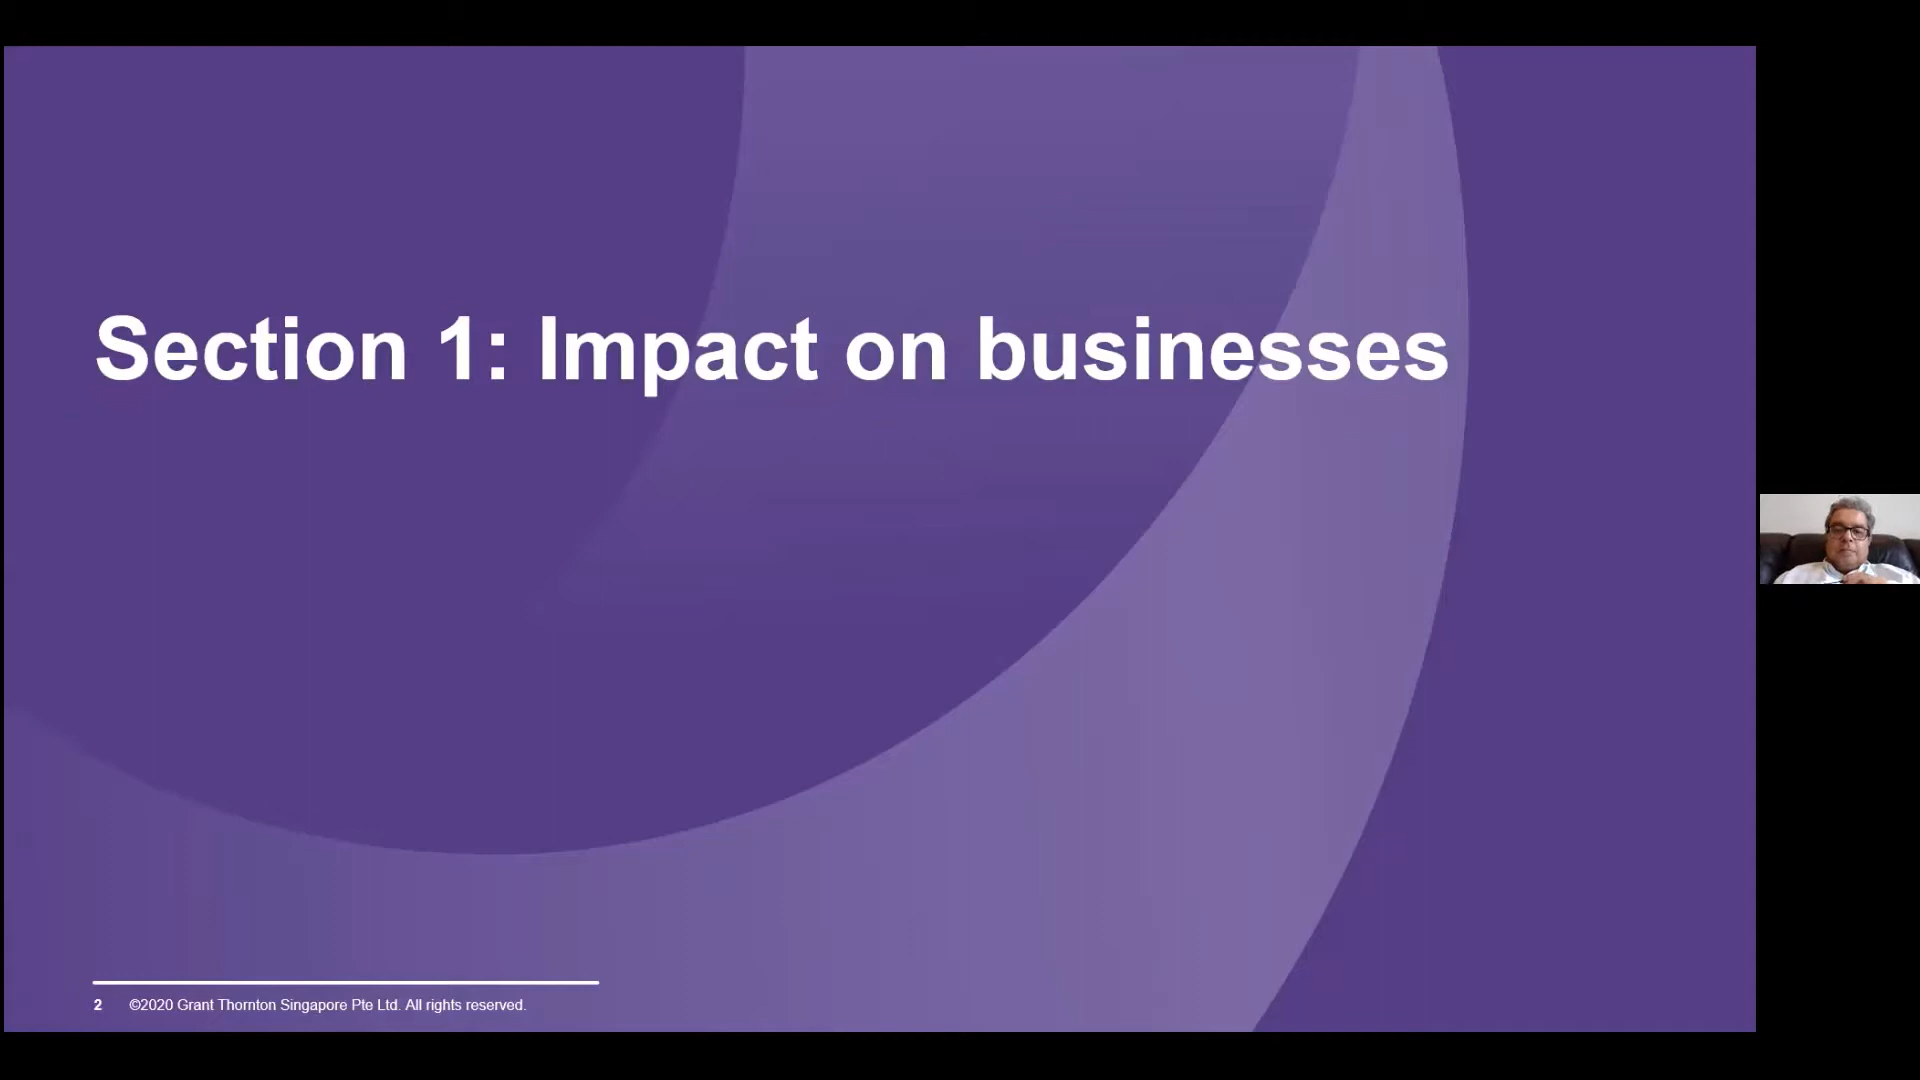 Section 1: Impact on businesses
2 ©2020 Grant Thornton Singapore Pte Ltd. All rights reserved.